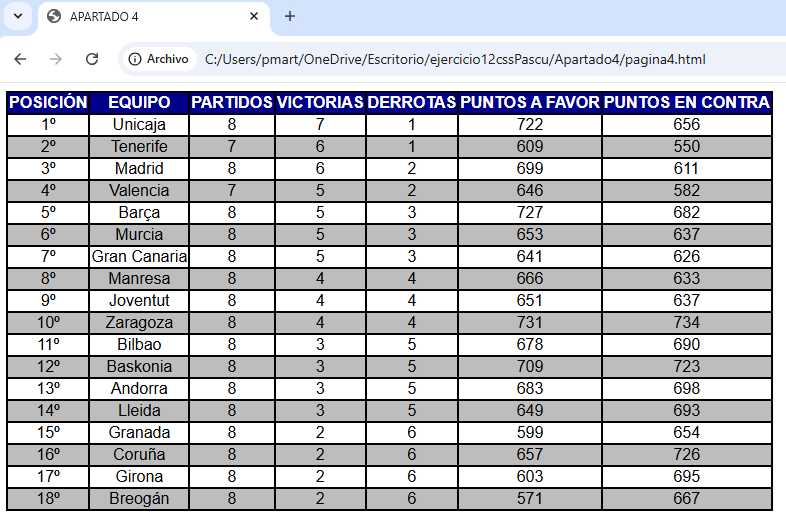 APARTADO 4
Archivo C:/Users/pmart/OneDrive/Escritorio/ejercicio12cssPascu/Apartado4/pagina4.html
POSICIÓN EQUIPO PARTIDOS VICTORIAS DERROTAS PUNTOS A FAVOR PUNTOS EN CONTRA
1º Unicaja 8 7 1 722 656
2º Tenerife 7 6 1 609 550
3º Madrid 8 6 2 699 611
4º Valencia 7 5 2 646 582
5º Barça 8 5 3 727 682
6º Murcia 8 5 3 653 637
7º Gran Canaria 8 5 3 641 626
8º Manresa 8 4 4 666 633
9º Joventut 8 4 4 651 637
10º Zaragoza 8 4 4 731 734
11º Bilbao 8 3 5 678 690
12º Baskonia 8 3 5 709 723
13º Andorra 8 3 5 683 698
14º Lleida 8 3 5 649 693
15º Granada 8 2 6 599 654
16º Coruña 8 2 6 657 726
17º Girona 8 2 6 603 695
18º Breogán 8 2 6 571 667